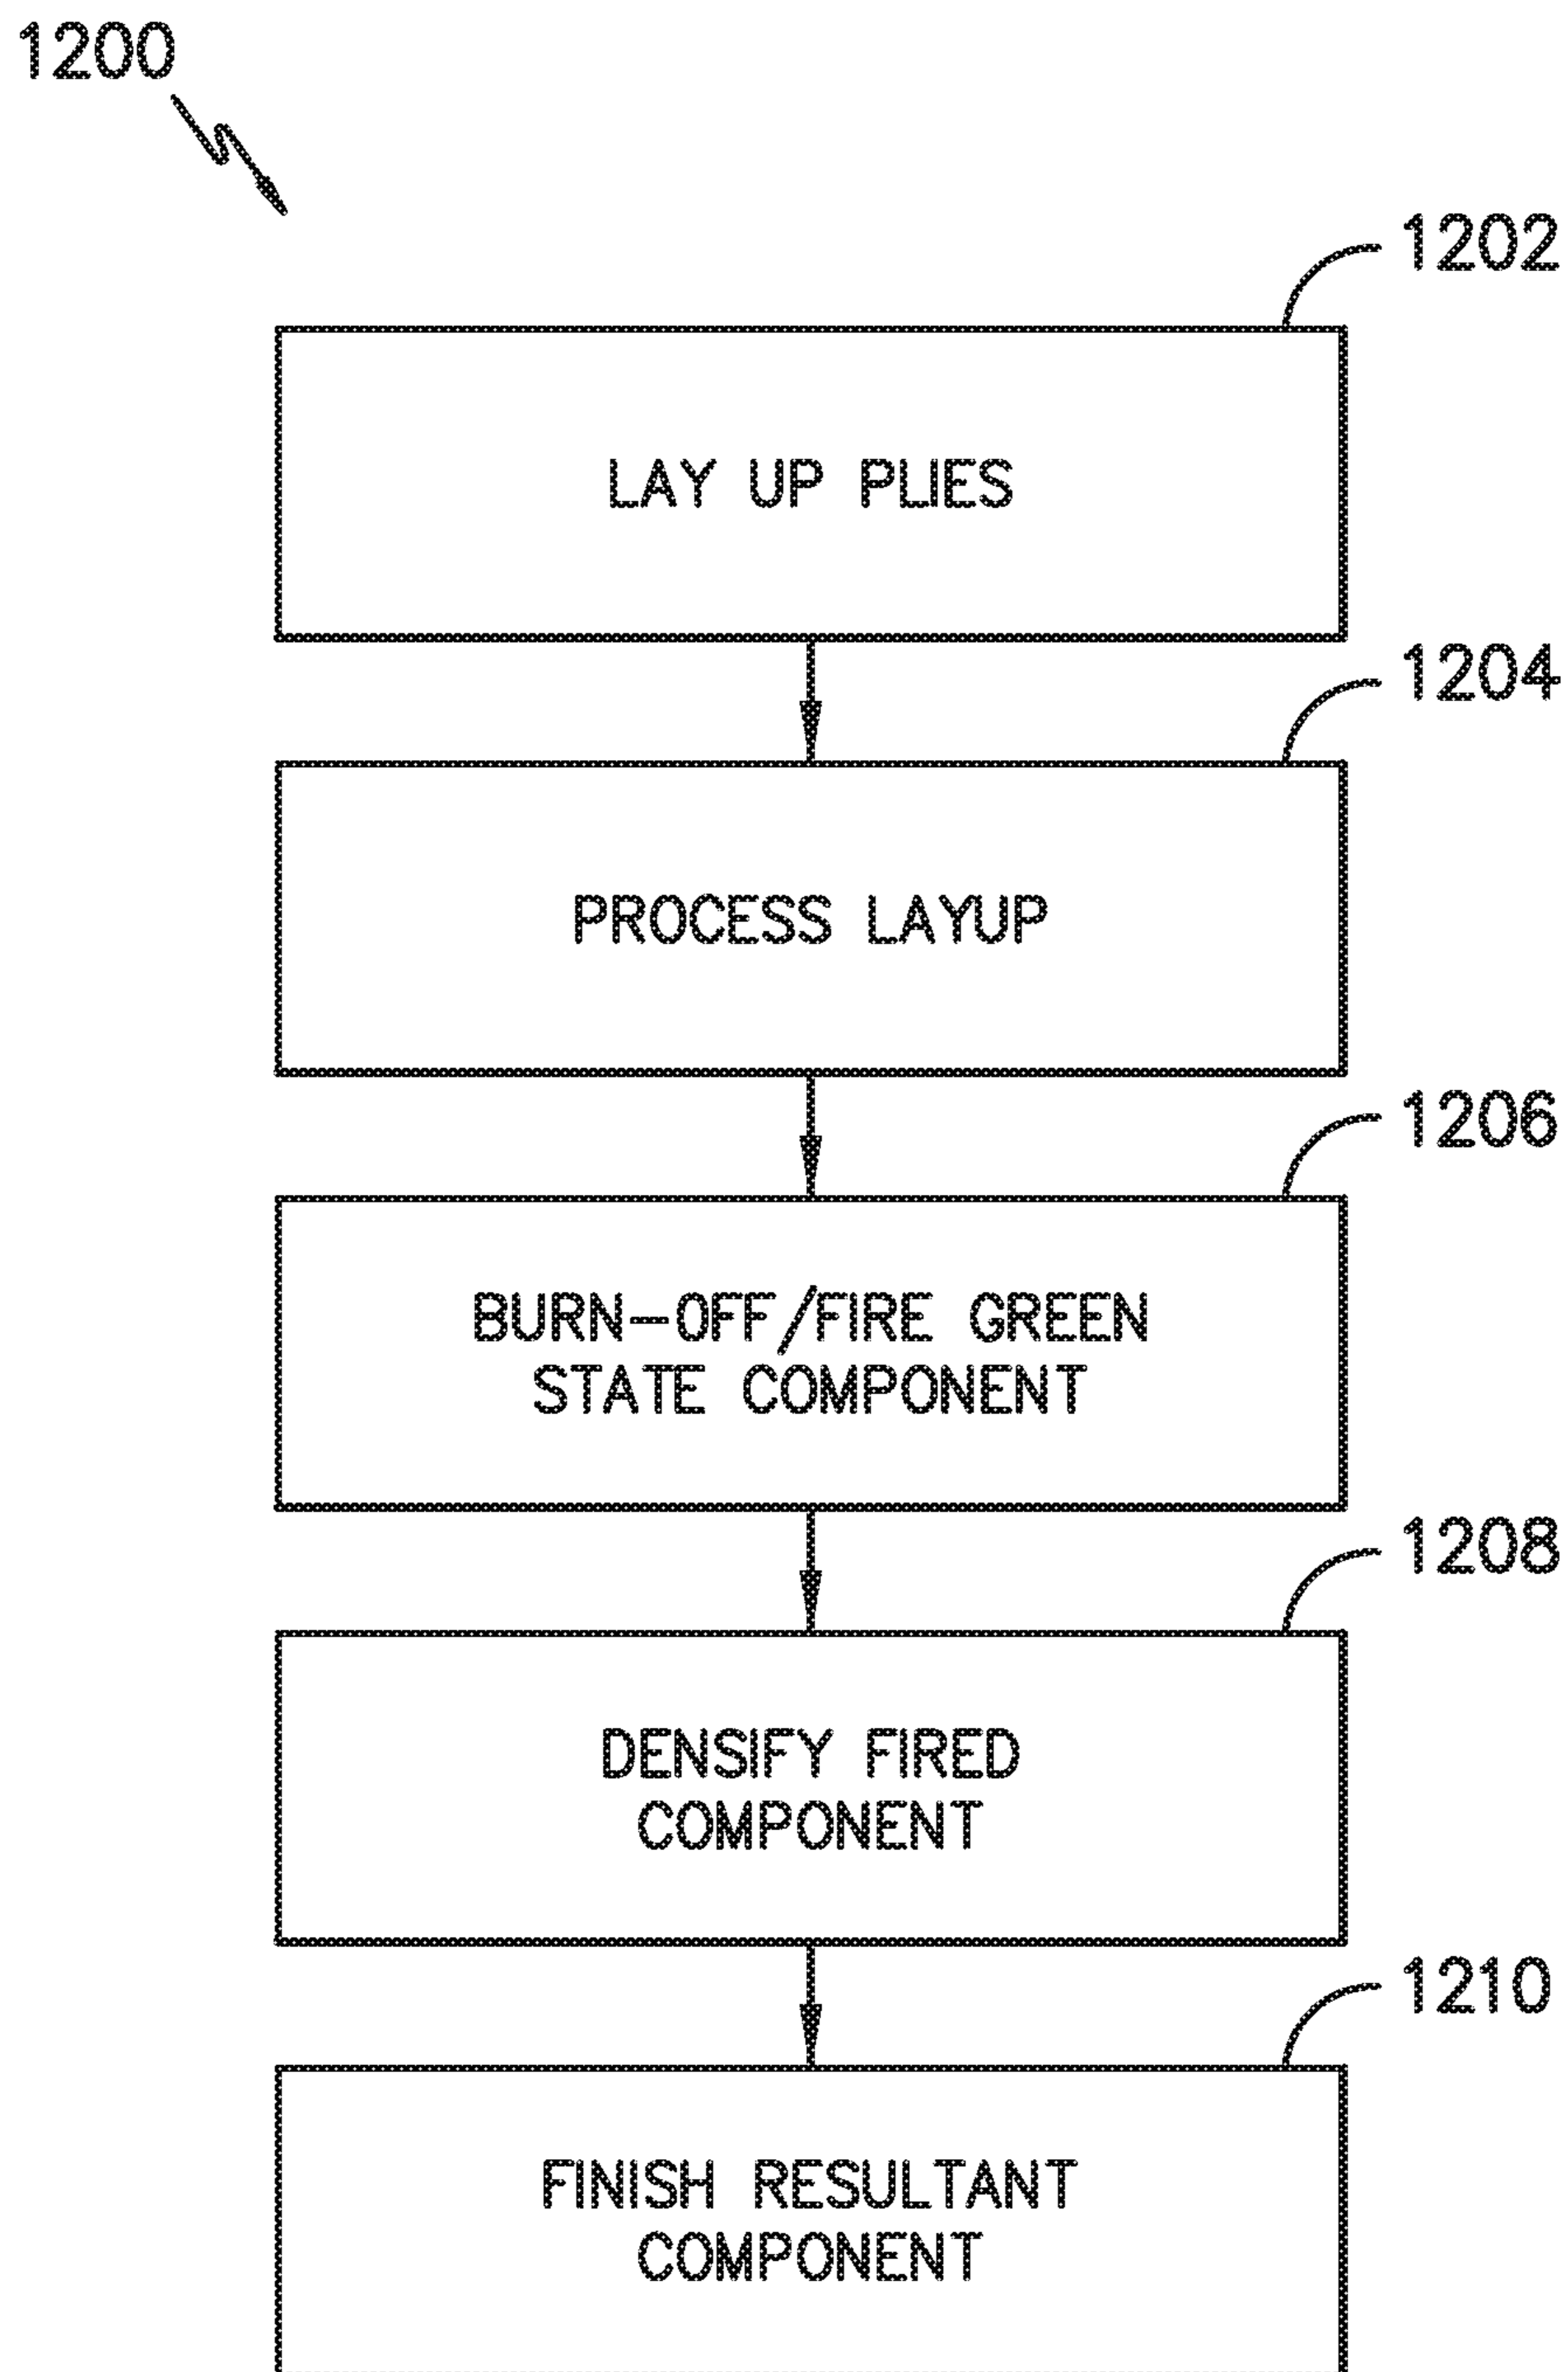 1200
1202
LAY UP PLIES
1204
PROCESS LAYUP
1206
BURN-OFF/FIRE GREEN
STATE COMPONENT
1208
DENSIFY FIRED
COMPONENT
1210
FINISH RESULTANT
COMPONENT